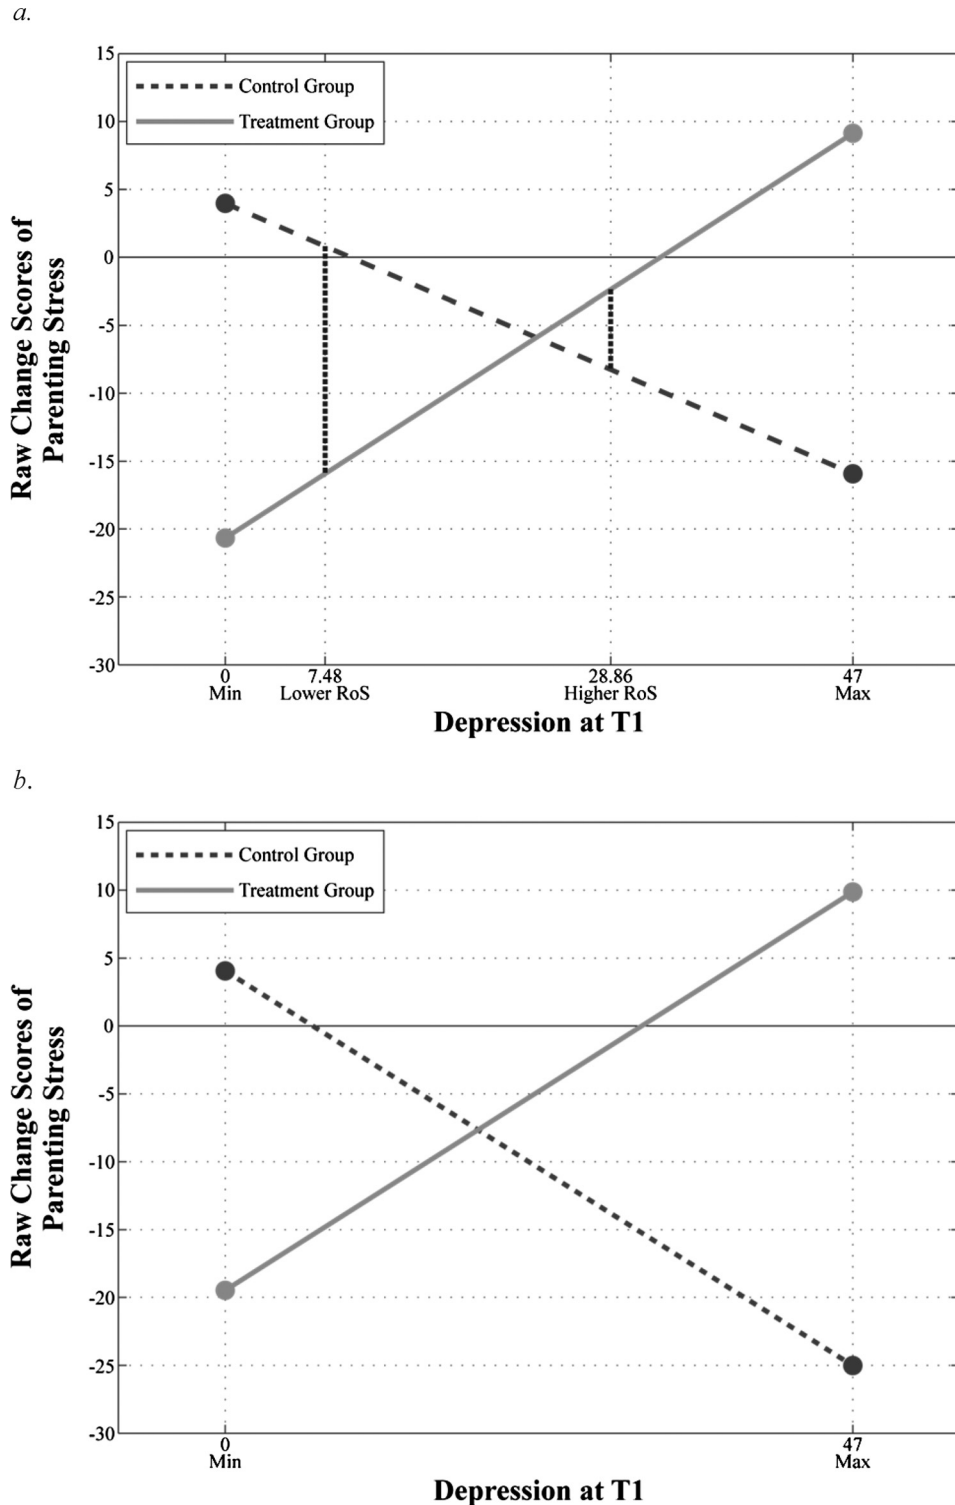 a.
15
Control Group
Treatment Group
10
5
0
-5
-10
-15
-20
-25
-30
Raw Change Scores of
Parenting Stress
0 7.48 28.86 47
Min Lower RoS Higher RoS Max
Depression at T1
b.
15
Control Group
Treatment Group
10
5
0
-5
-10
-15
-20
-25
-30
Raw Change Scores of
Parenting Stress
0 47
Min Max
Depression at T1